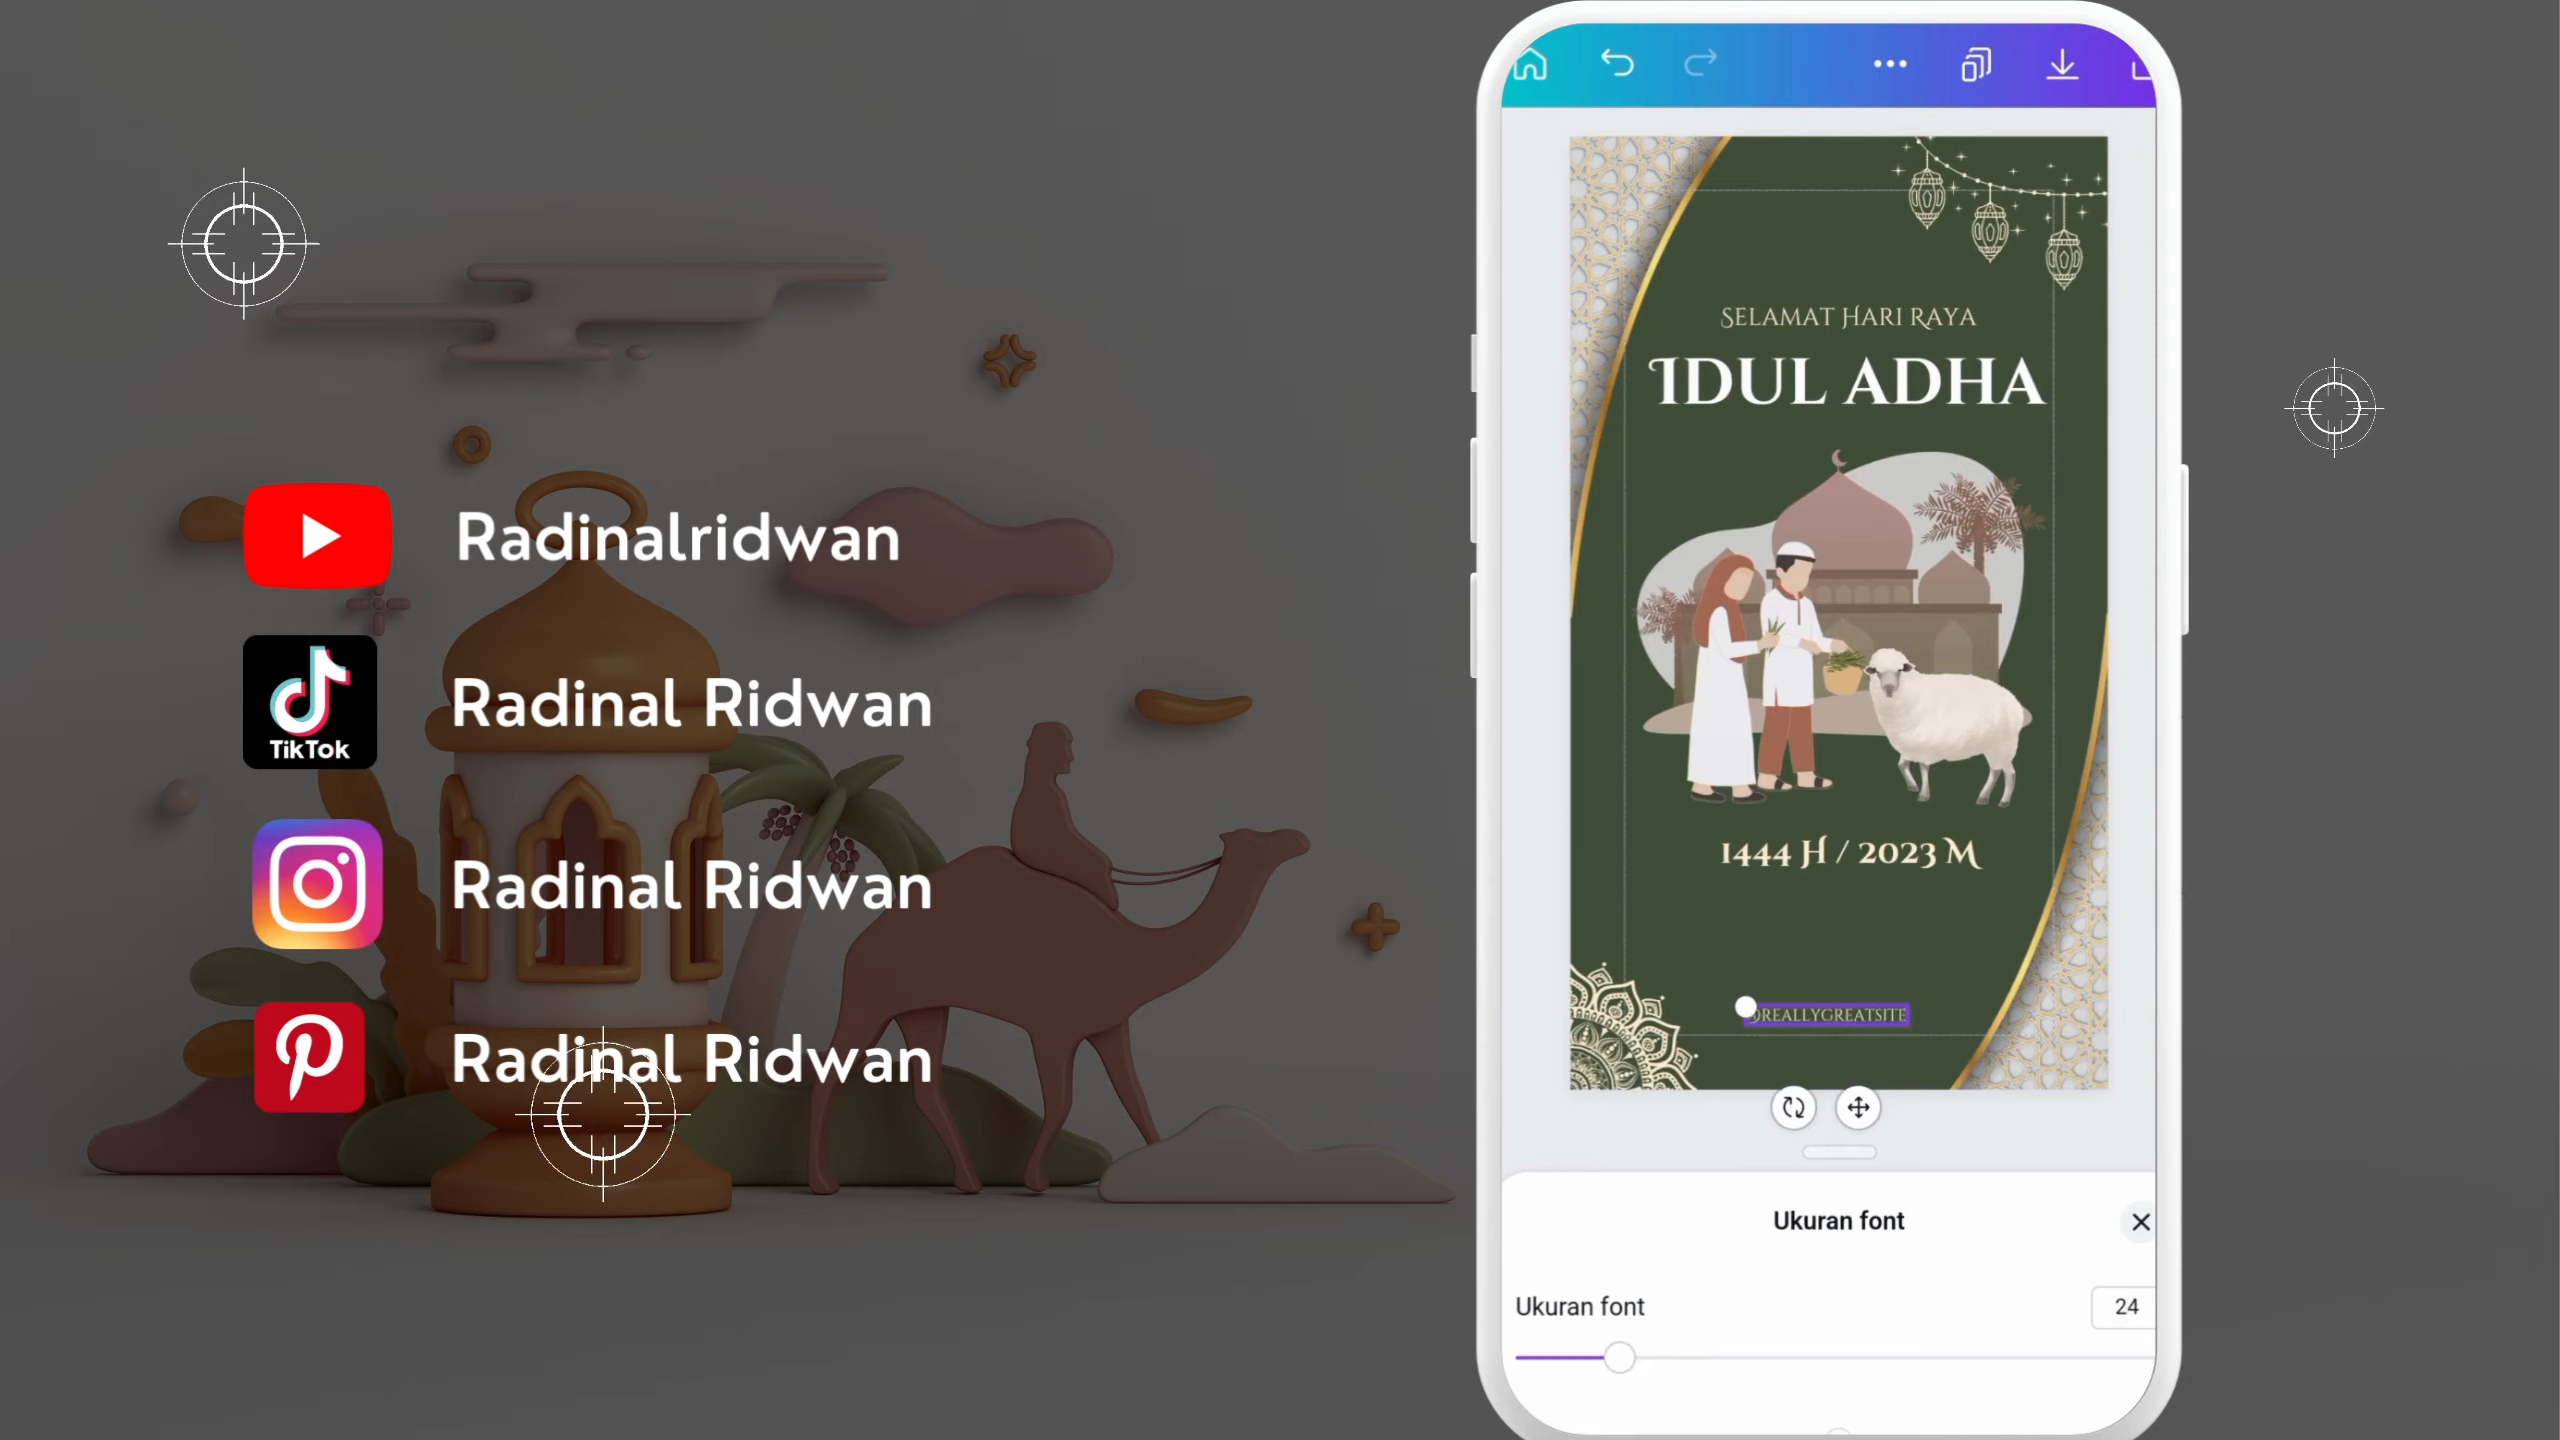 Radinalridwan
TikTok
Radinal Ridwan
Radinal Ridwan
Radinal Ridwan
SELAMAT HARI RAYA
IDUL ADHA
1444 H / 2023 M
@REALLYGREATSITE
Ukuran font
Ukuran font
24